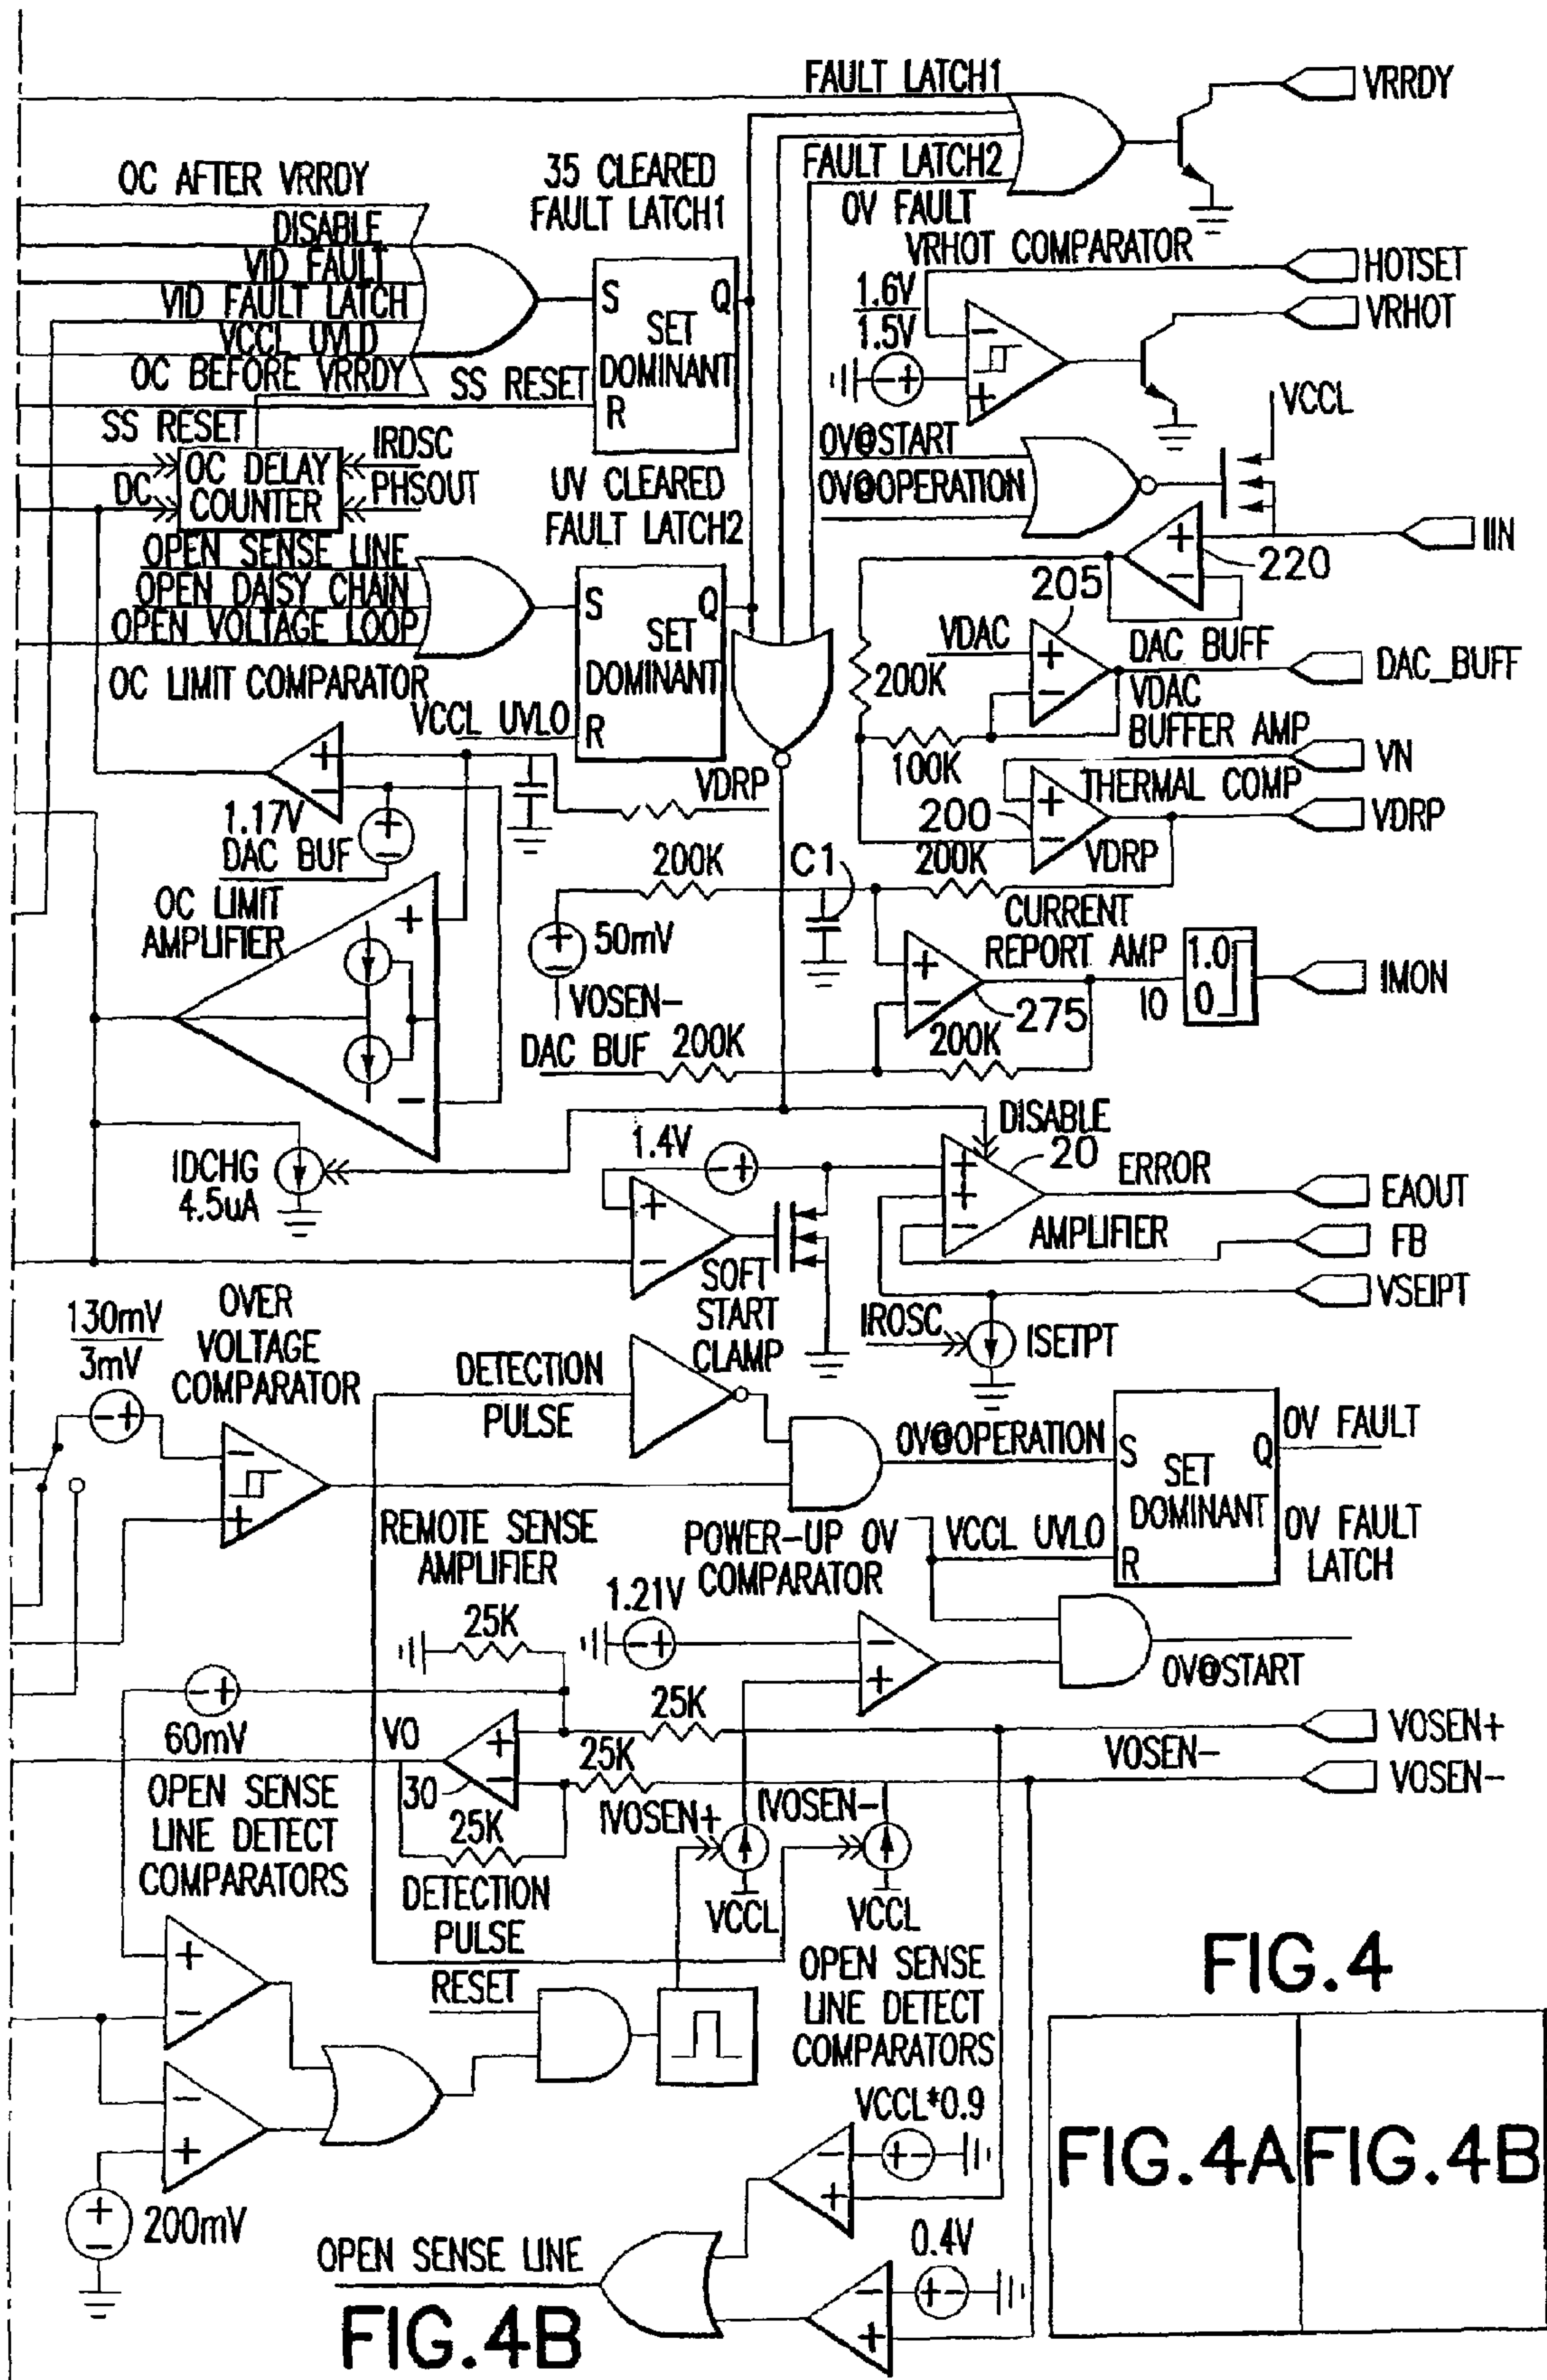 FAULT LATCH1
VRRDY
OC AFTER VRRDY
35 CLEARED
FAULT LATCH1
FAULT LATCH2
OV FAULT
DISABLE
VID FAULT
VID FAULT LATCH
VCCL UVLD
OC BEFORE VRRDY
S
Q
SET
DOMINANT
R
SS RESET
VRHOT COMPARATOR
HOTSET
1.6V
1.5V
−
+
− +
VRHOT
VCCL
SS RESET
IRDSC
OC DELAY
COUNTER
DC
PHSOUT
UV CLEARED
FAULT LATCH2
OV@START
OV@OPERATION
IIN
+
−
220
OPEN SENSE LINE
OPEN DAISY CHAIN
OPEN VOLTAGE LOOP
S
Q
SET
DOMINANT
R
VCCL UVLO
205
VDAC
+
−
DAC BUFF
DAC_BUFF
VDAC
BUFFER AMP
200K
100K
OC LIMIT COMPARATOR
+
−
VDRP
VN
THERMAL COMP
+
−
200
VDRP
VDRP
1.17V
DAC BUF
+
−
200K
C1
200K
OC LIMIT
AMPLIFIER
+
−
+
−
50mV
VOSEN-
CURRENT
REPORT AMP
+
−
275
IO
1.0
0
IMON
DAC BUF
200K
200K
DISABLE
IDCHG
4.5uA
1.4V
− +
+
−
+
+
−
20
ERROR
AMPLIFIER
EAOUT
FB
VSEIPT
SOFT
START
CLAMP
IROSC
ISETPT
130mV
3mV
− +
OVER
VOLTAGE
COMPARATOR
−
+
DETECTION
PULSE
OV@OPERATION
S
Q
SET
DOMINANT
R
OV FAULT
OV FAULT
LATCH
REMOTE SENSE
AMPLIFIER
POWER-UP OV
COMPARATOR
VCCL UVLO
1.21V
− +
−
+
OV@START
25K
− +
60mV
VO
+
−
30
25K
25K
25K
VOSEN+
VOSEN-
VOSEN-
OPEN SENSE
LINE DETECT
COMPARATORS
IVOSEN+
IVOSEN-
VCCL
VCCL
DETECTION
PULSE
RESET
+
−
−
+
+
−
200mV
OPEN SENSE
LINE DETECT
COMPARATORS
VCCL*0.9
−
+
+ −
0.4V
−
+
+ −
OPEN SENSE LINE
FIG.4B
FIG.4
FIG.4A
FIG.4B